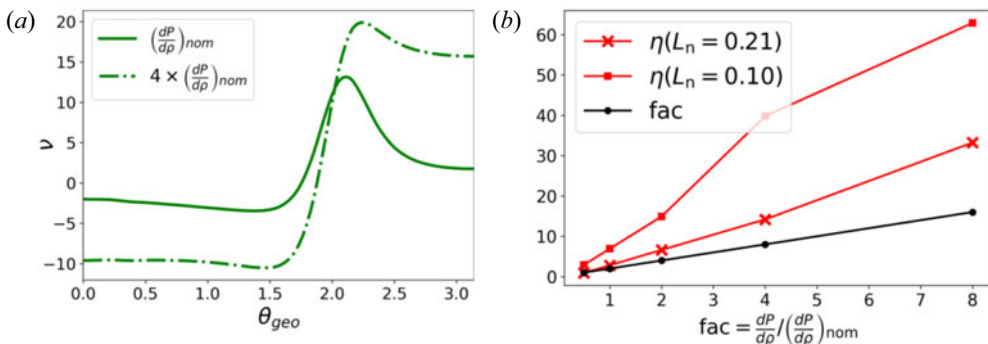 (a)
(dP/dρ)nom
4 × (dP/dρ)nom
20
15
10
5
0
−5
−10
ν
0.0 0.5 1.0 1.5 2.0 2.5 3.0
θgeo
(b)
η(Ln = 0.21)
η(Ln = 0.10)
fac
60
50
40
30
20
10
0
1 2 3 4 5 6 7 8
fac = dP/dρ/(dP/dρ)nom